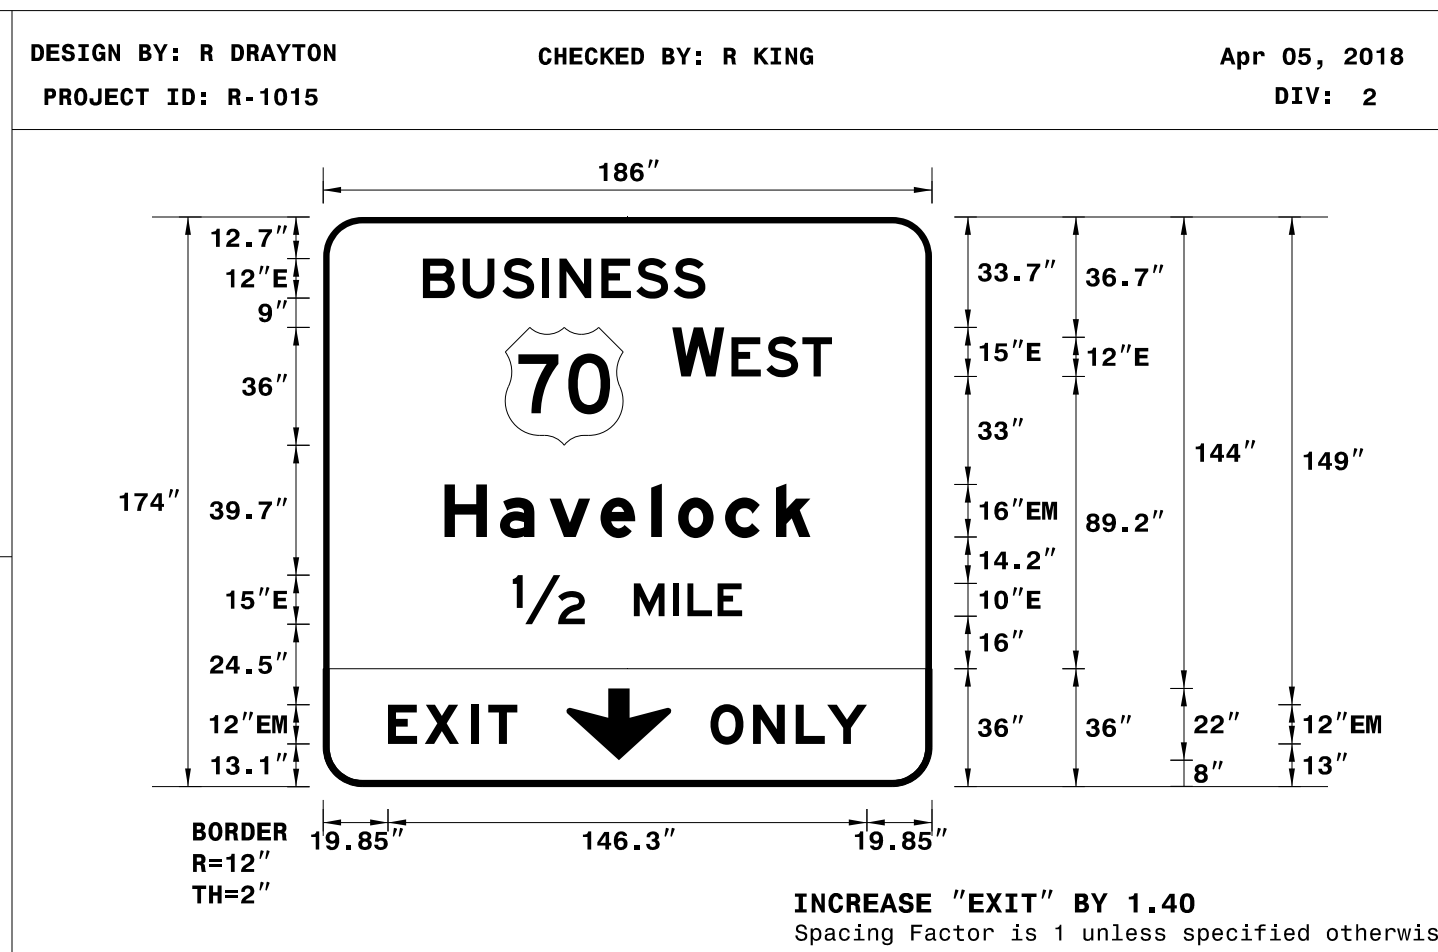 DESIGN BY: R DRAYTON CHECKED BY: R KING Apr 05, 2018
PROJECT ID: R-1015 DIV: 2
186"
12.7"
12"E
9"
36"
39.7"
15"E
24.5"
12"EM
13.1"
174"
BUSINESS
70 WEST
Havelock
1/2 MILE
EXIT ONLY
33.7"
15"E
33"
16"EM
14.2"
10"E
16"
36"
36.7"
12"E
89.2"
36"
144"
22"
8"
149"
12"EM
13"
19.85" 146.3" 19.85"
BORDER
R=12"
TH=2"
INCREASE "EXIT" BY 1.40
Spacing Factor is 1 unless specified otherwis